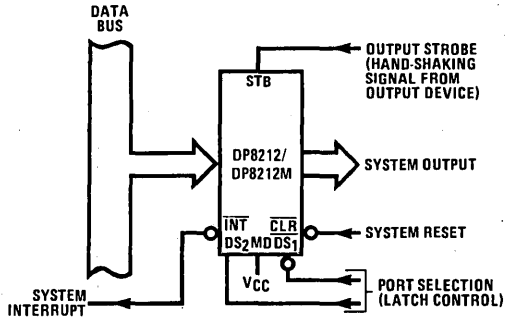 DATA
BUS
OUTPUT STROBE
(HAND-SHAKING
SIGNAL FROM
OUTPUT DEVICE)
STB
DP8212/
DP8212M
SYSTEM OUTPUT
INT CLR
SYSTEM RESET
DS2 MD DS1
VCC
PORT SELECTION
(LATCH CONTROL)
SYSTEM
INTERRUPT